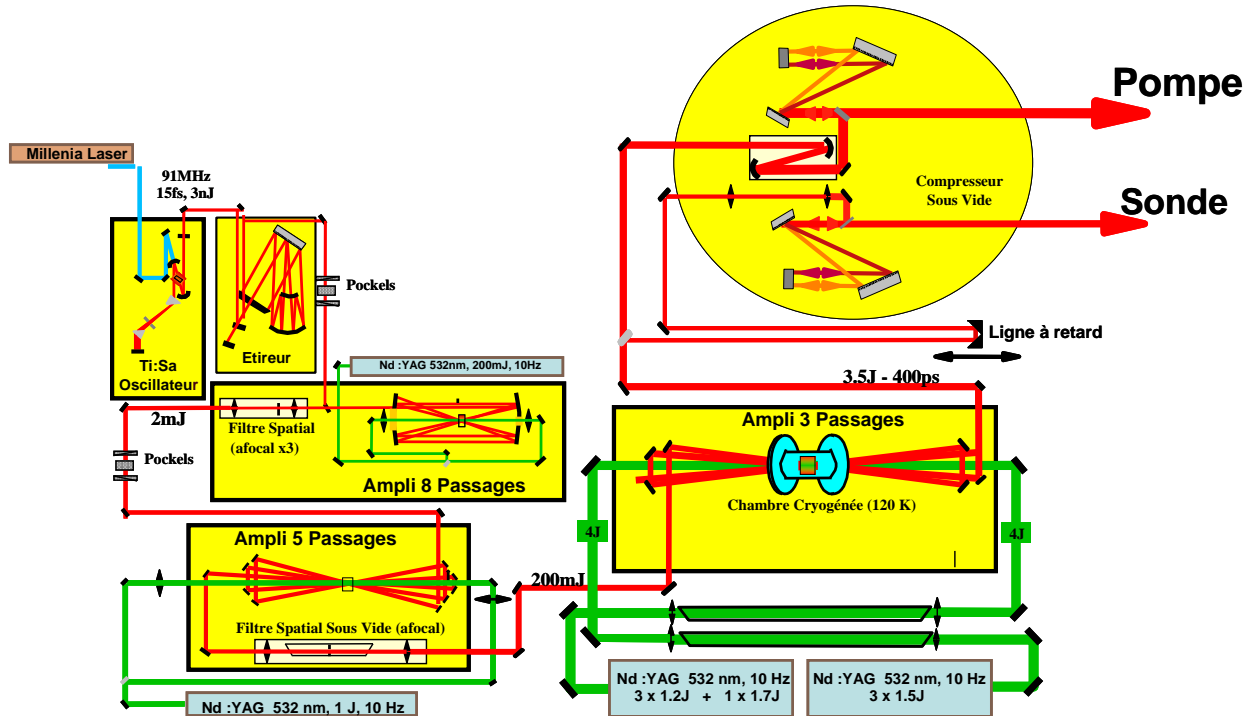 Pompe
Millenia Laser
91MHz
15fs, 3nJ
Compresseur
Sous Vide
Sonde
Pockels
Ligne à retard
Ti:Sa
Oscillateur
Etireur
Nd :YAG 532nm, 200mJ, 10Hz
3.5J - 400ps
2mJ
Filtre Spatial
(afocal x3)
Ampli 3 Passages
Pockels
Ampli 8 Passages
Chambre Cryogénée (120 K)
4J
4J
Ampli 5 Passages
200mJ
Filtre Spatial Sous Vide (afocal)
Nd :YAG 532 nm, 10 Hz
3 x 1.2J + 1 x 1.7J
Nd :YAG 532 nm, 10 Hz
3 x 1.5J
Nd :YAG 532 nm, 1 J, 10 Hz